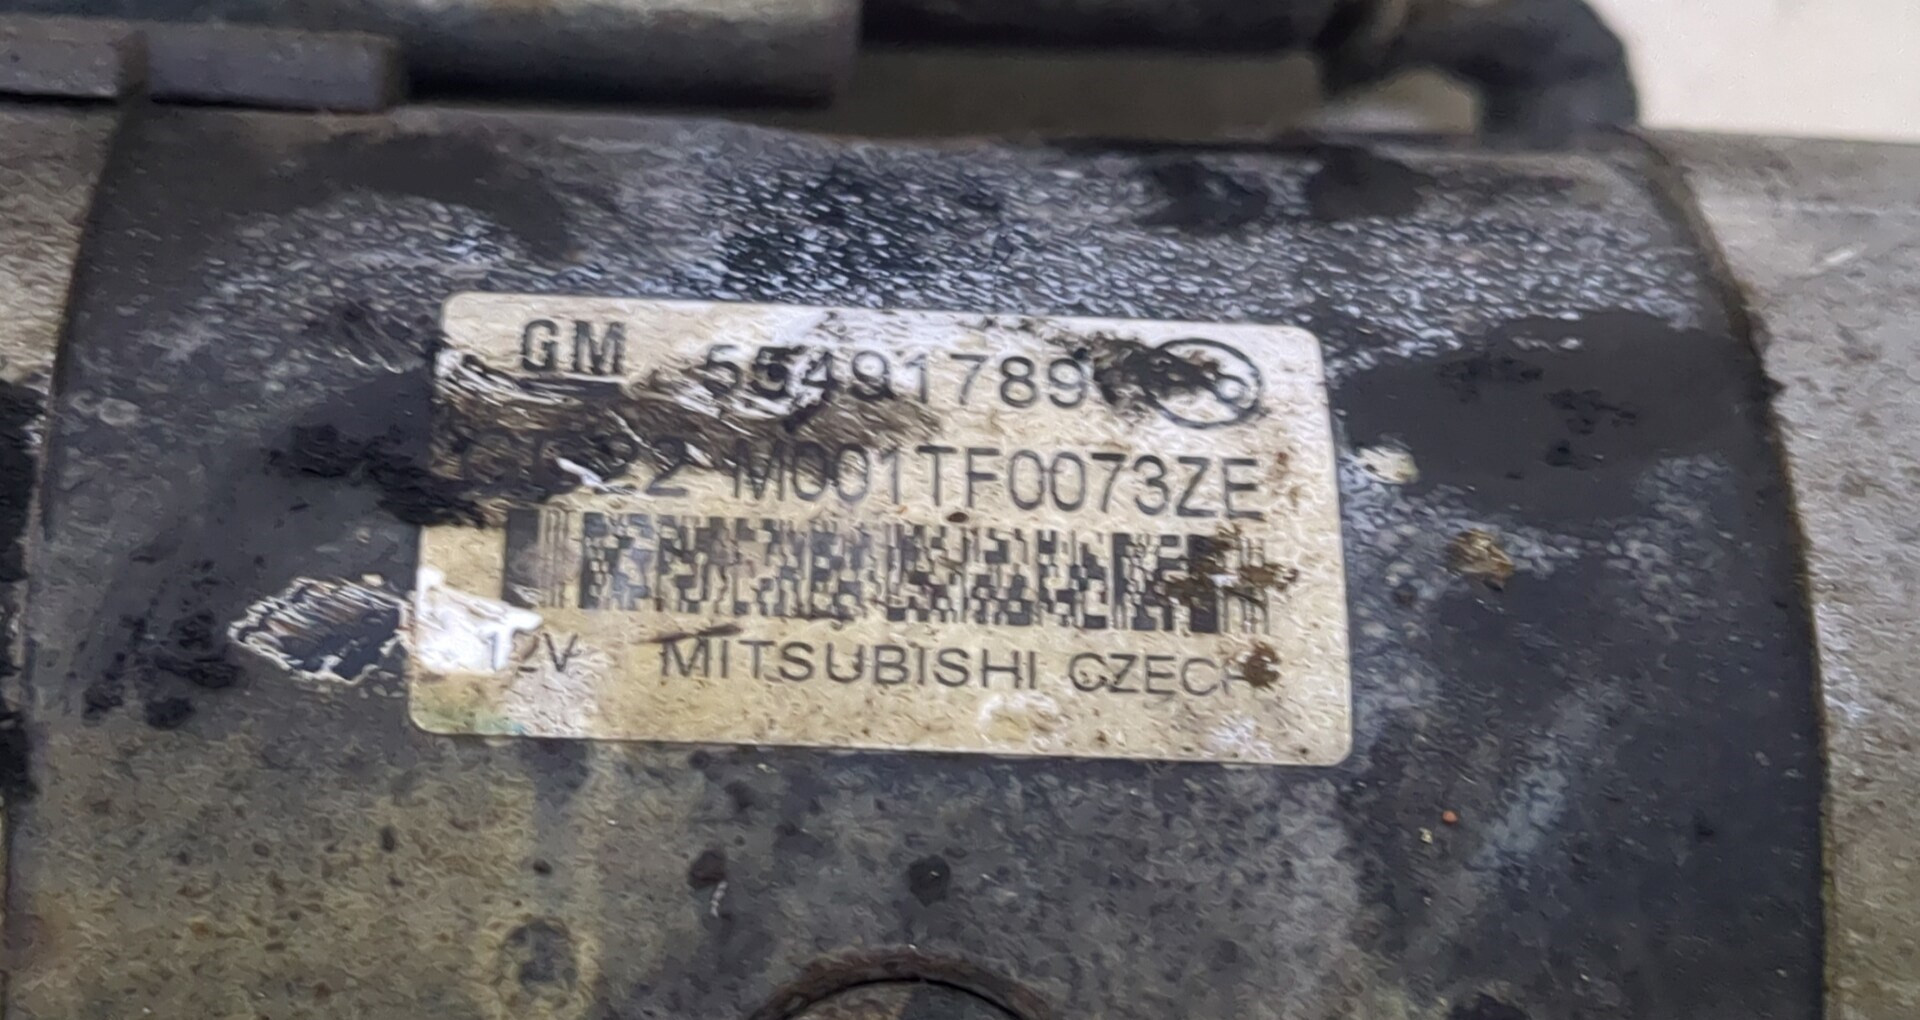 GM 55491789
M001TF0073ZE
12V MITSUBISHI CZECH